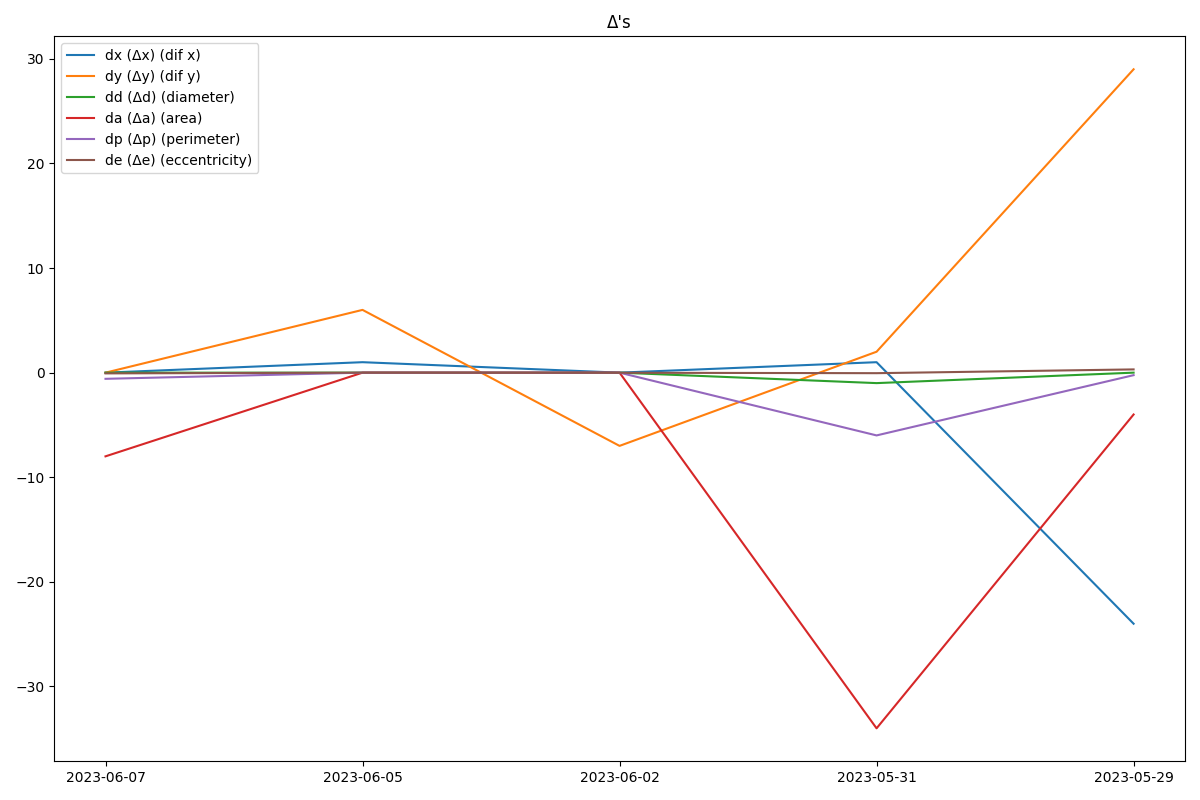 Δ's
dx (Δx) (dif x)
dy (Δy) (dif y)
dd (Δd) (diameter)
da (Δa) (area)
dp (Δp) (perimeter)
de (Δe) (eccentricity)
30
20
10
0
−10
−20
−30
2023-06-07 2023-06-05 2023-06-02 2023-05-31 2023-05-29